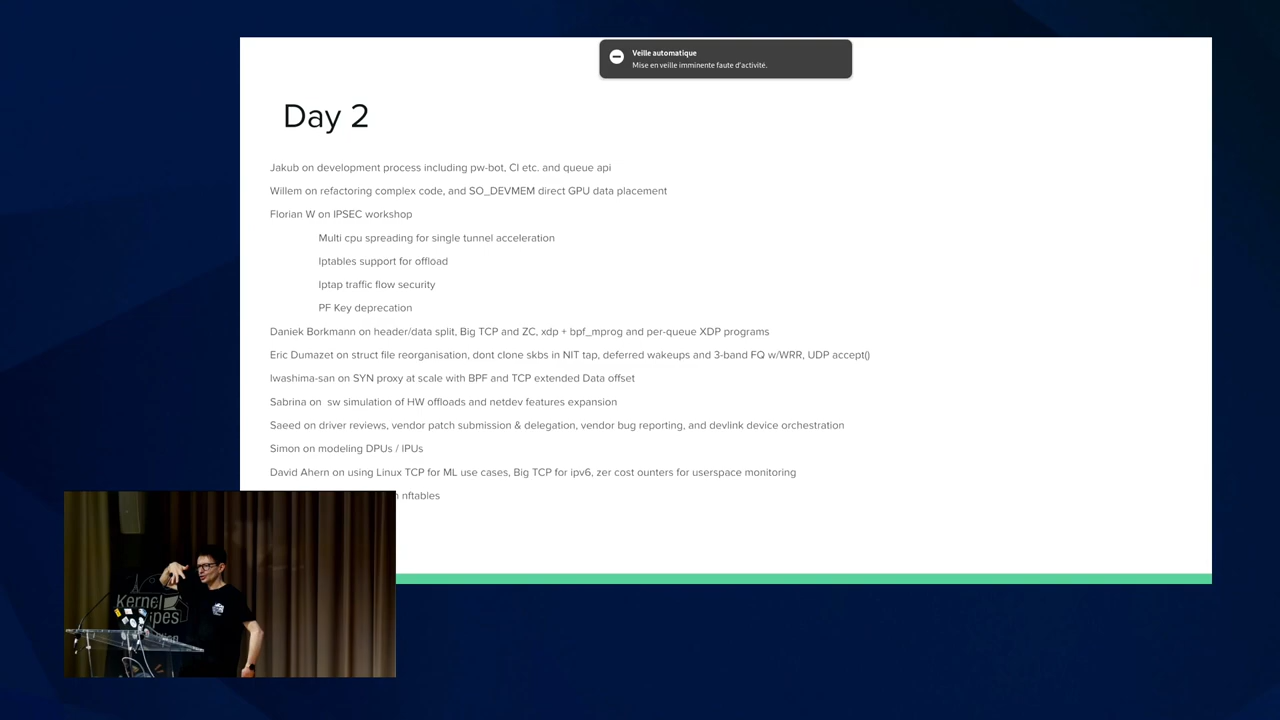 Veille automatique
Mise en veille imminente faute d'activité.
Day 2
Jakub on development process including pw-bot, CI etc. and queue api
Willem on refactoring complex code, and SO_DEVMEM direct GPU data placement
Florian W on IPSEC workshop
Multi cpu spreading for single tunnel acceleration
Iptables support for offload
Iptap traffic flow security
PF Key deprecation
Daniek Borkmann on header/data split, Big TCP and ZC, xdp + bpf_mprog and per-queue XDP programs
Eric Dumazet on struct file reorganisation, dont clone skbs in NIT tap, deferred wakeups and 3-band FQ w/WRR, UDP accept()
Iwashima-san on SYN proxy at scale with BPF and TCP extended Data offset
Sabrina on sw simulation of HW offloads and netdev features expansion
Saeed on driver reviews, vendor patch submission & delegation, vendor bug reporting, and devlink device orchestration
Simon on modeling DPUs / IPUs
David Ahern on using Linux TCP for ML use cases, Big TCP for ipv6, zer cost ounters for userspace monitoring
nftables
Kernel